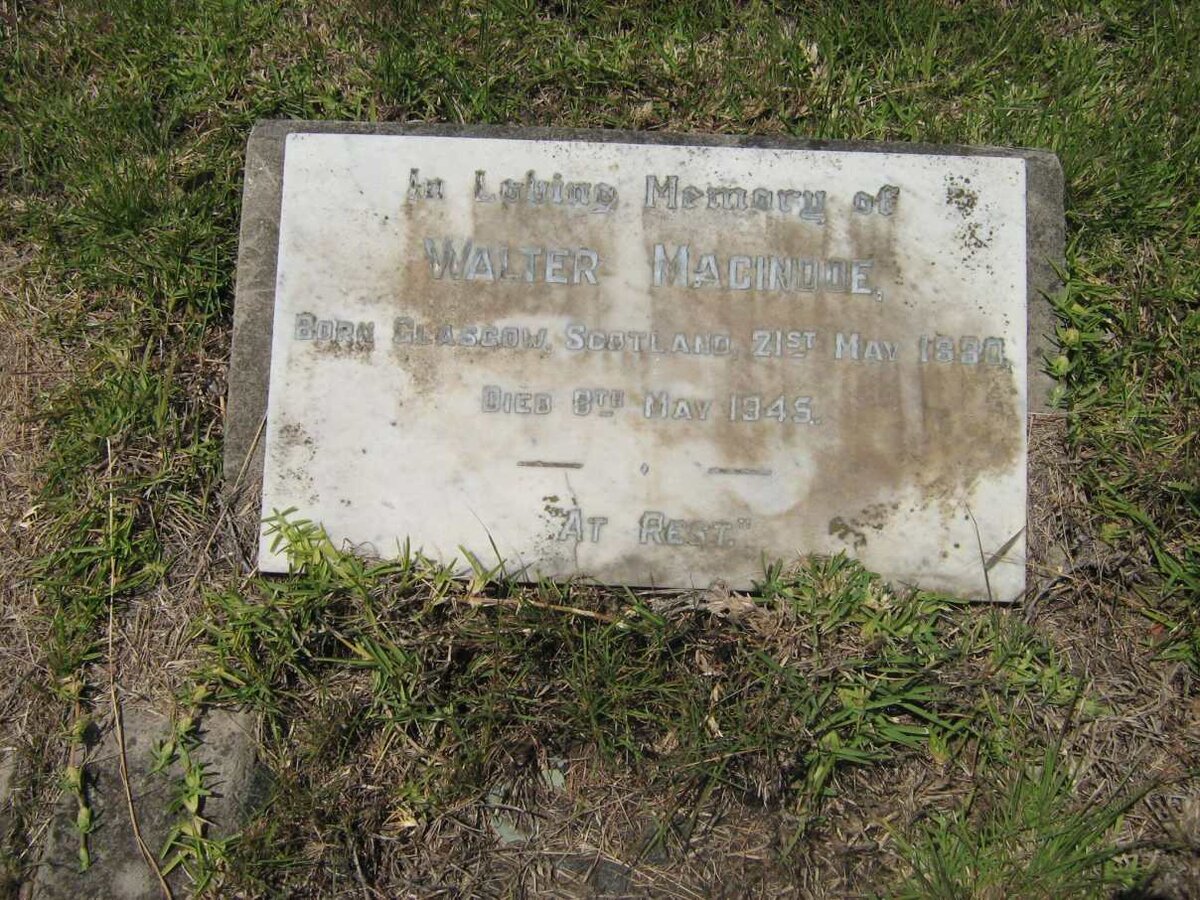 In Loving Memory of
WALTER MACINDOE,
BORN GLASGOW, SCOTLAND, 21ST MAY 1880,
DIED 8TH MAY 1945.
"AT REST."